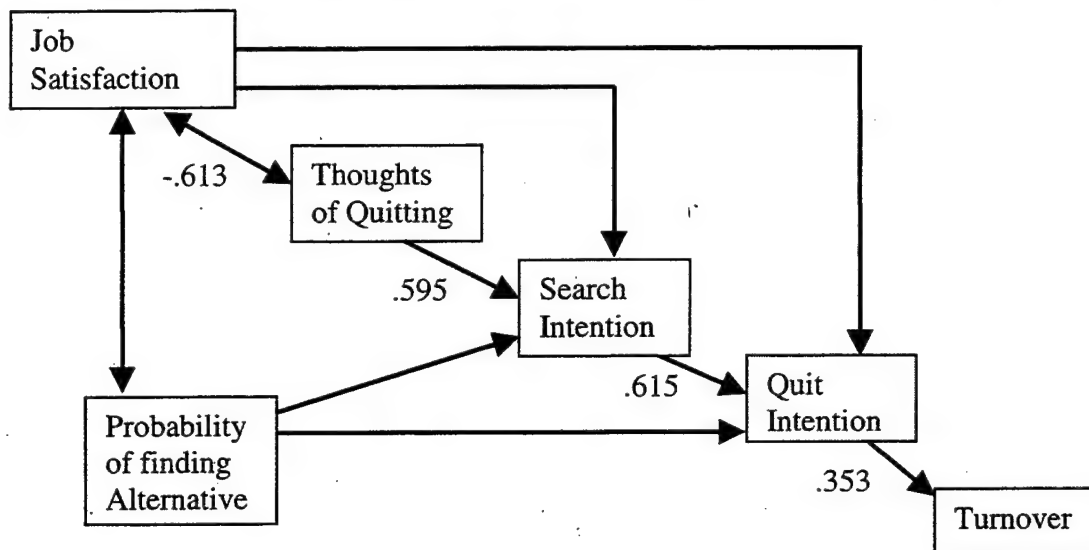 Job
Satisfaction
-.613
Thoughts
of Quitting
.595
Search
Intention
.615
Quit
Intention
.353
Turnover
Probability
of finding
Alternative